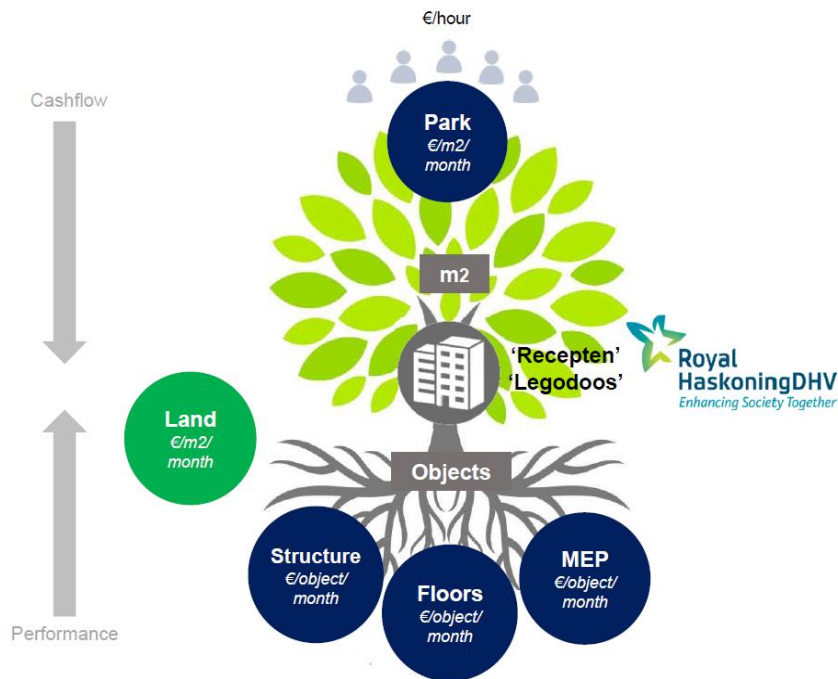 €/hour
Cashflow
Park
€/m2/
month
m2
‘Recepten’
‘Legodoos’
Royal
HaskoningDHV
Enhancing Society Together
Land
€/m2/
month
Objects
Structure
€/object/
month
Floors
€/object/
month
MEP
€/object/
month
Performance